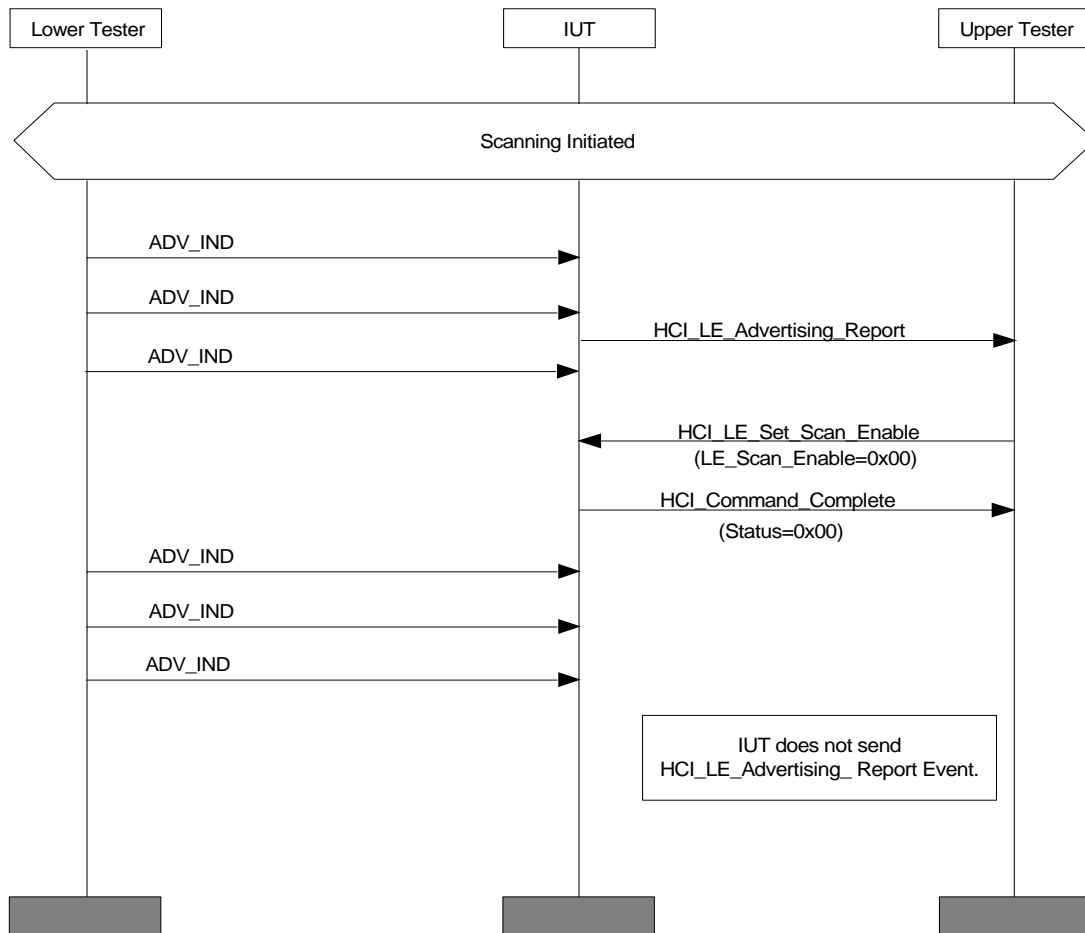 Lower Tester
IUT
Upper Tester
Scanning Initiated
ADV_IND
ADV_IND
HCI_LE_Advertising_Report
ADV_IND
HCI_LE_Set_Scan_Enable
(LE_Scan_Enable=0x00)
HCI_Command_Complete
(Status=0x00)
ADV_IND
ADV_IND
ADV_IND
IUT does not send
HCI_LE_Advertising_ Report Event.